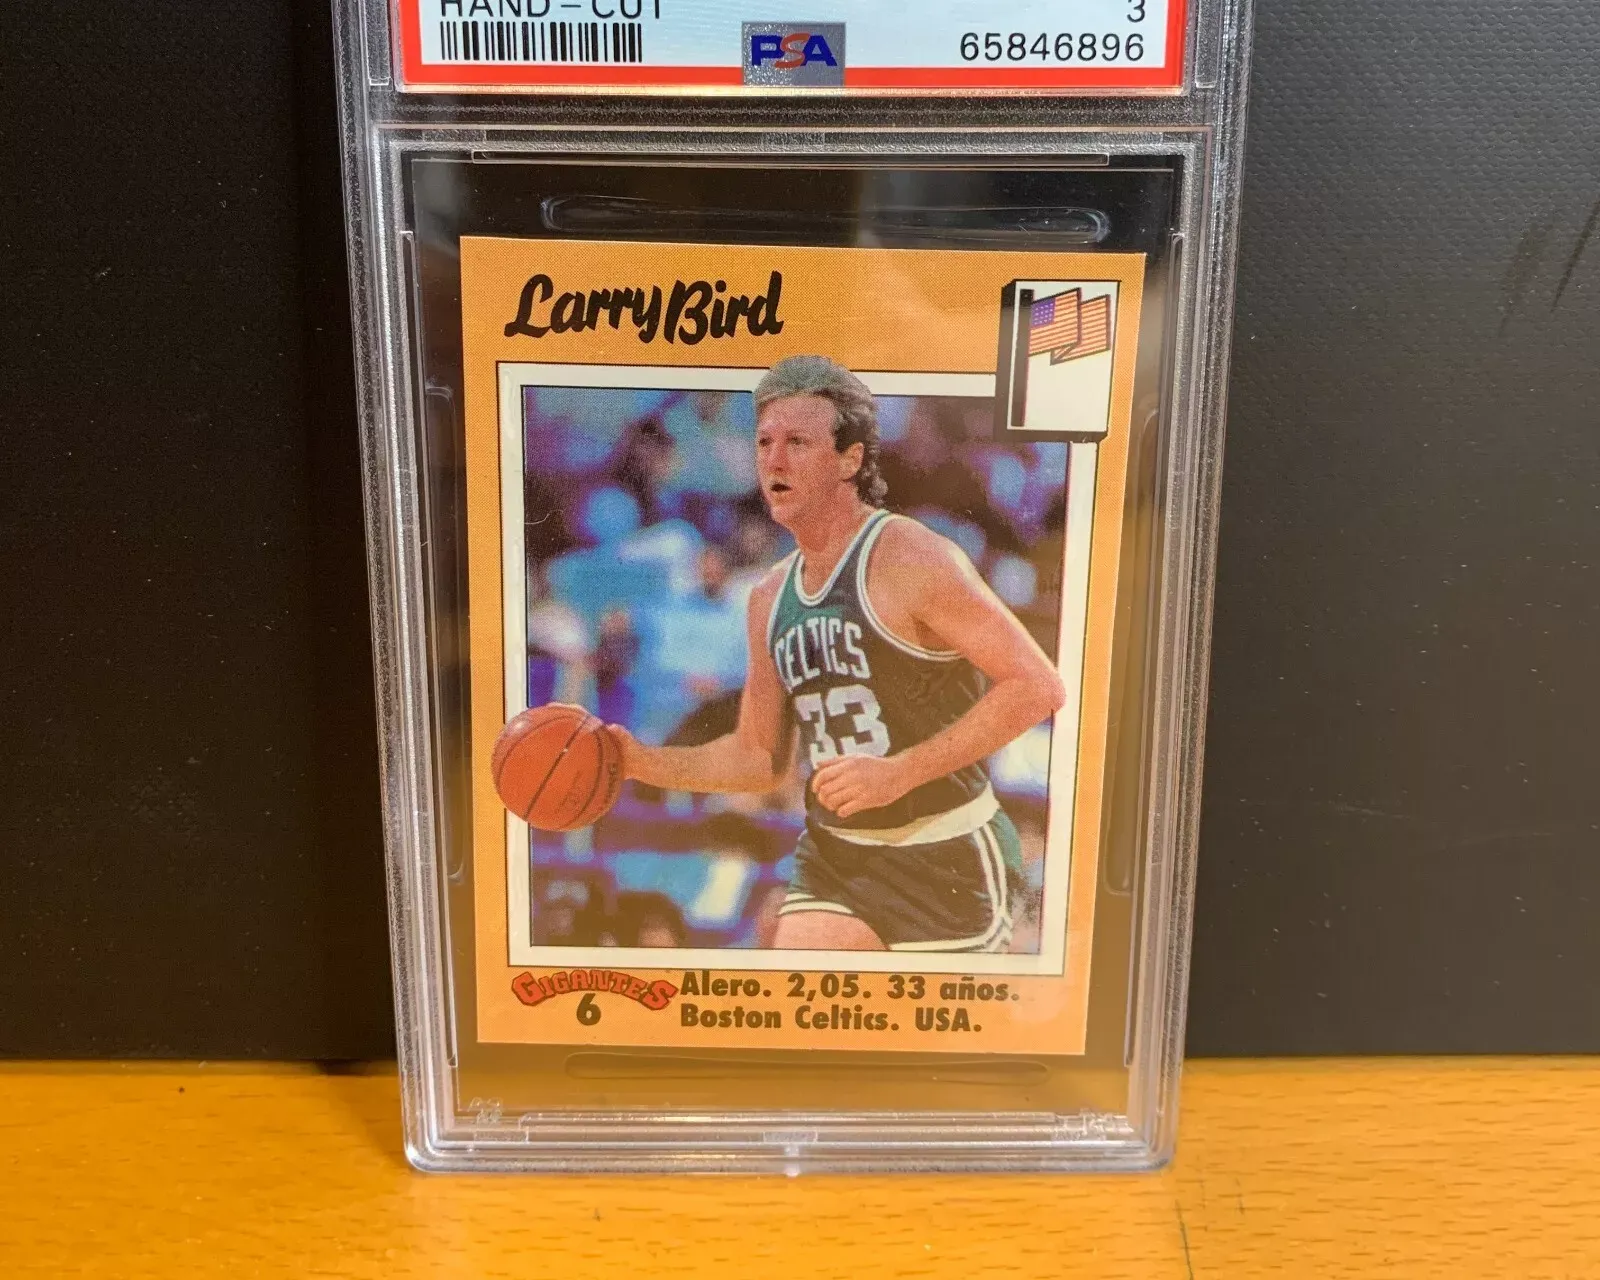 HAND-CUT
3
PSA
65846896
Larry Bird
CELTICS
33
GIGANTES
6
Alero. 2,05. 33 años.
Boston Celtics. USA.